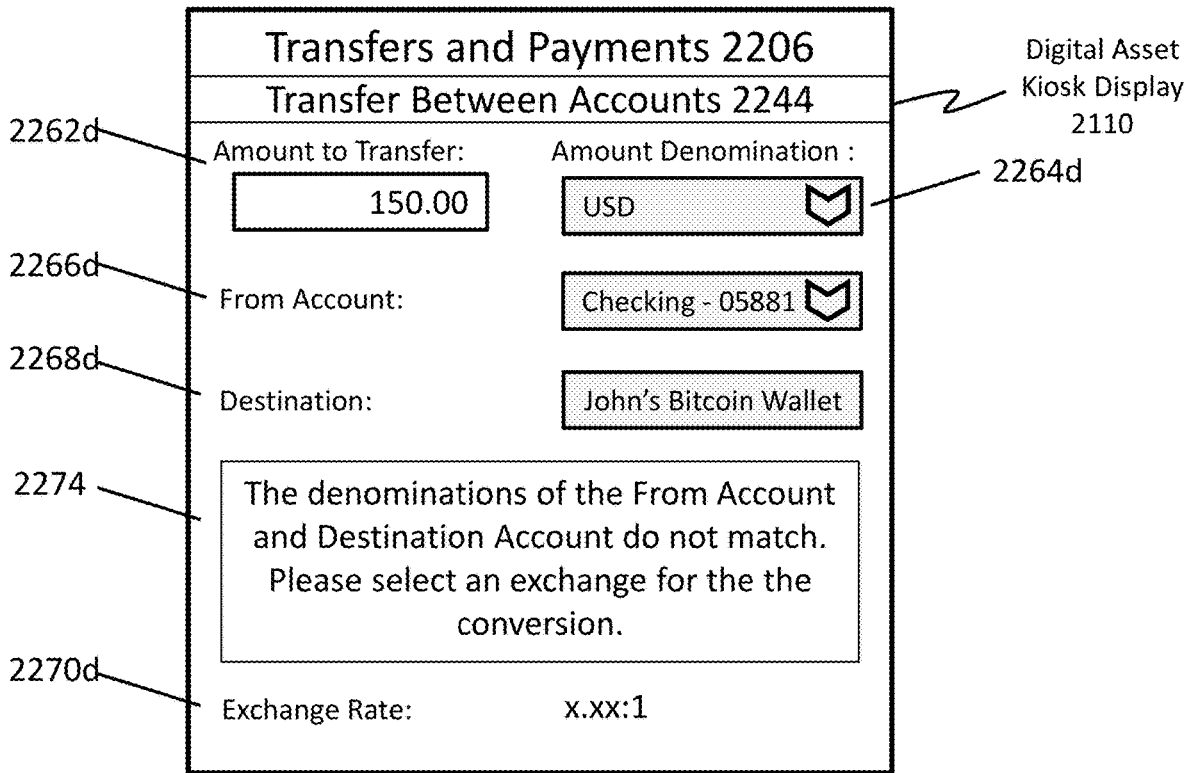 Transfers and Payments 2206
Transfer Between Accounts 2244
Digital Asset
Kiosk Display
2110
2262d
Amount to Transfer:
Amount Denomination :
150.00
USD
2264d
2266d
From Account:
Checking - 05881
2268d
Destination:
John's Bitcoin Wallet
2274
The denominations of the From Account
and Destination Account do not match.
Please select an exchange for the the
conversion.
2270d
Exchange Rate:
x.xx:1